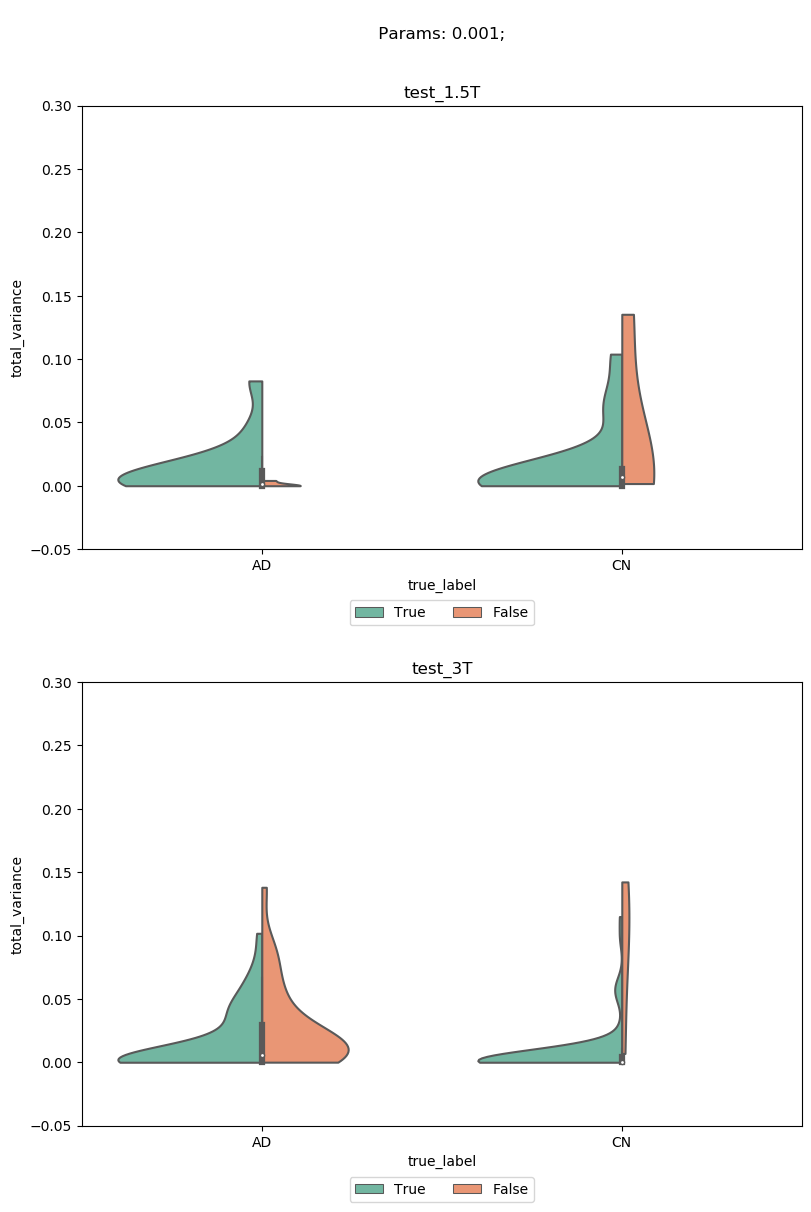 Params: 0.001;
test_1.5T
0.30
0.25
0.20
0.15
0.10
0.05
0.00
−0.05
total_variance
AD CN
true_label
True False
test_3T
0.30
0.25
0.20
0.15
0.10
0.05
0.00
−0.05
total_variance
AD CN
true_label
True False